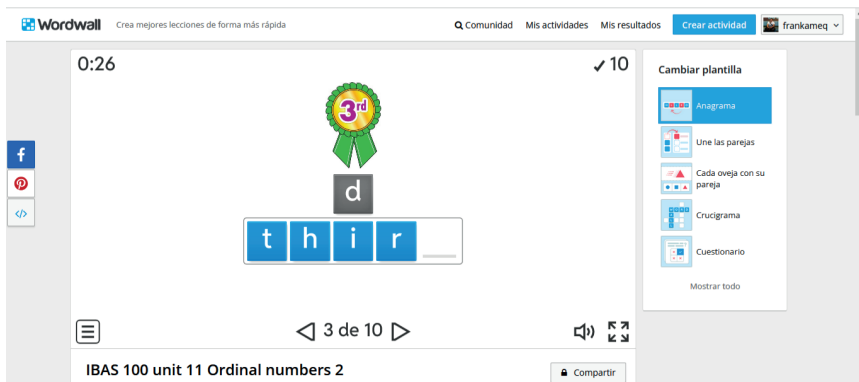 Wordwall Crea mejores lecciones de forma más rápida Comunidad Mis actividades Mis resultados Crear actividad frankameq
0:26 10
3rd
d
t h i r
3 de 10
IBAS 100 unit 11 Ordinal numbers 2
Compartir
Cambiar plantilla
Anagrama
Une las parejas
Cada oveja con su
pareja
Crucigrama
Cuestionario
Mostrar todo